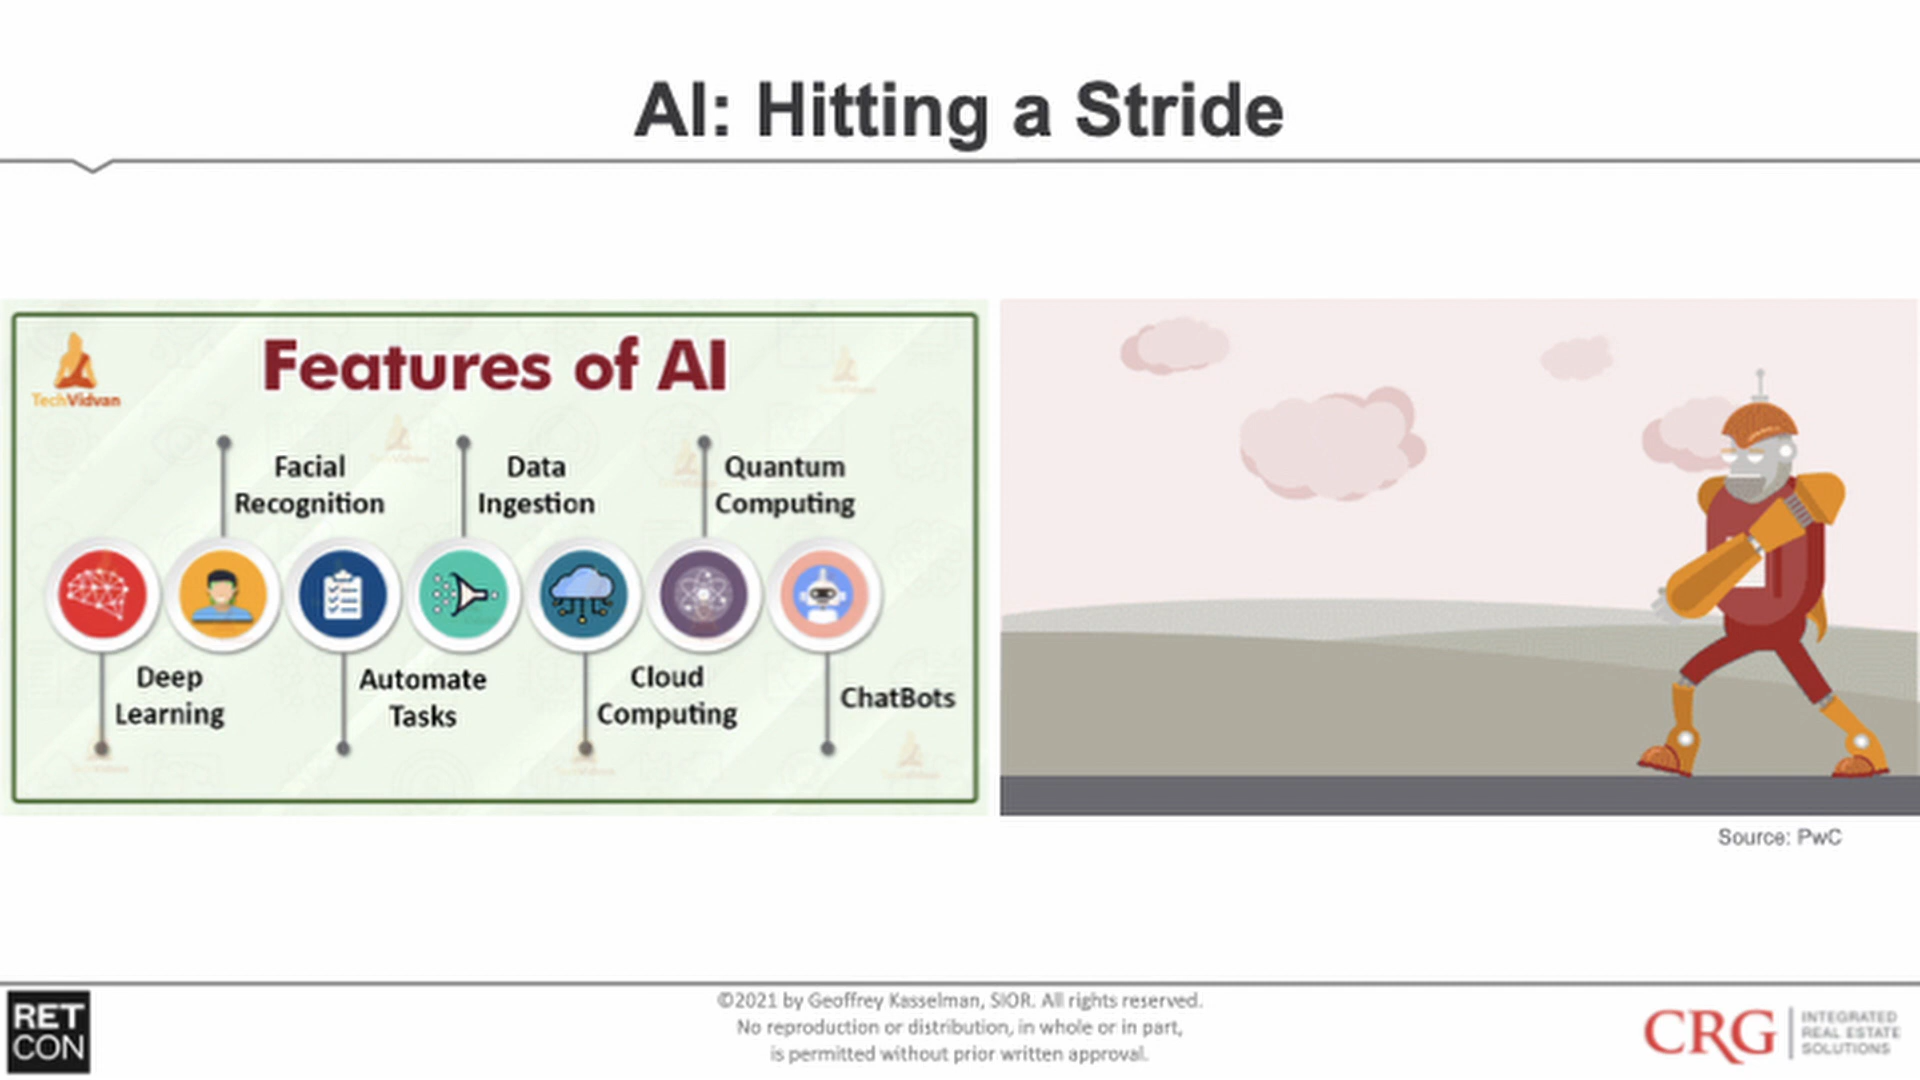 AI: Hitting a Stride
TechVidvan
Features of AI
Facial
Recognition
Data
Ingestion
Quantum
Computing
Deep
Learning
Automate
Tasks
Cloud
Computing
ChatBots
Source: PwC
RET
CON
©2021 by Geoffrey Kasselman, SIOR. All rights reserved.
No reproduction or distribution, in whole or in part,
is permitted without prior written approval.
CRG
INTEGRATED
REAL ESTATE
SOLUTIONS